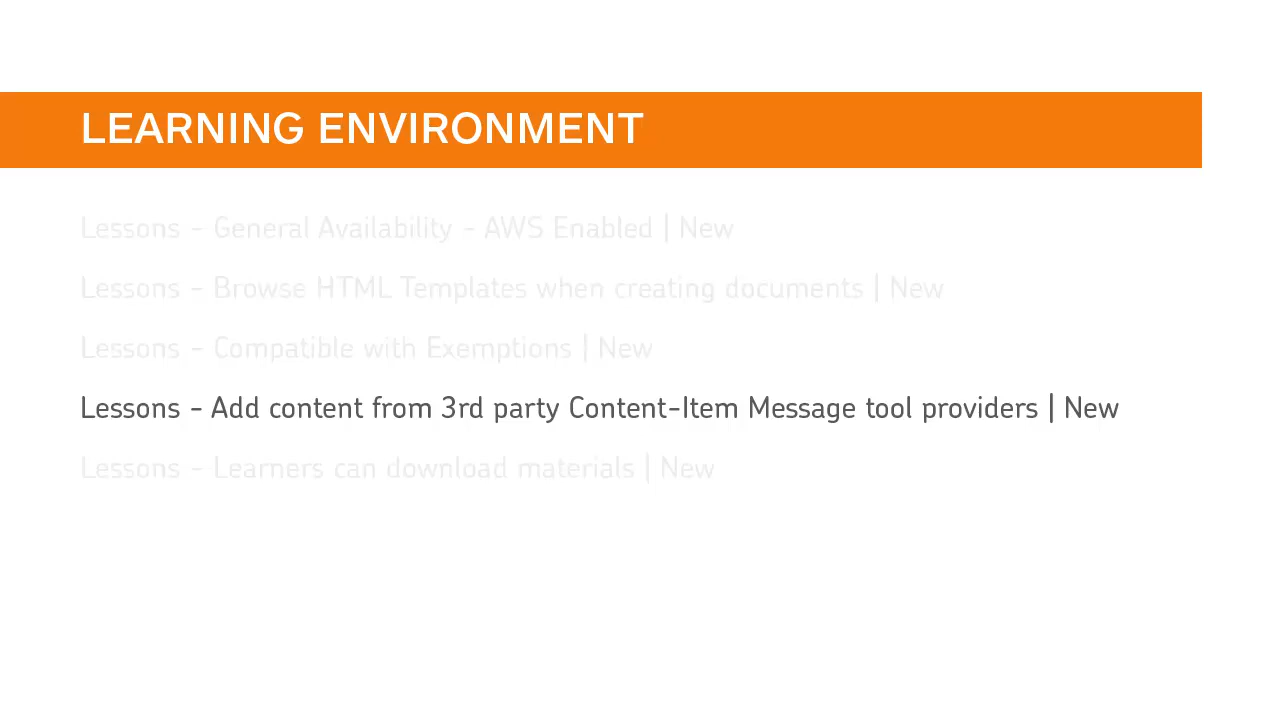 LEARNING ENVIRONMENT
Lessons - General Availability - AWS Enabled | New
Lessons - Browse HTML Templates when creating documents | New
Lessons - Compatible with Exemptions | New
Lessons - Add content from 3rd party Content-Item Message tool providers | New
Lessons - Learners can download materials | New